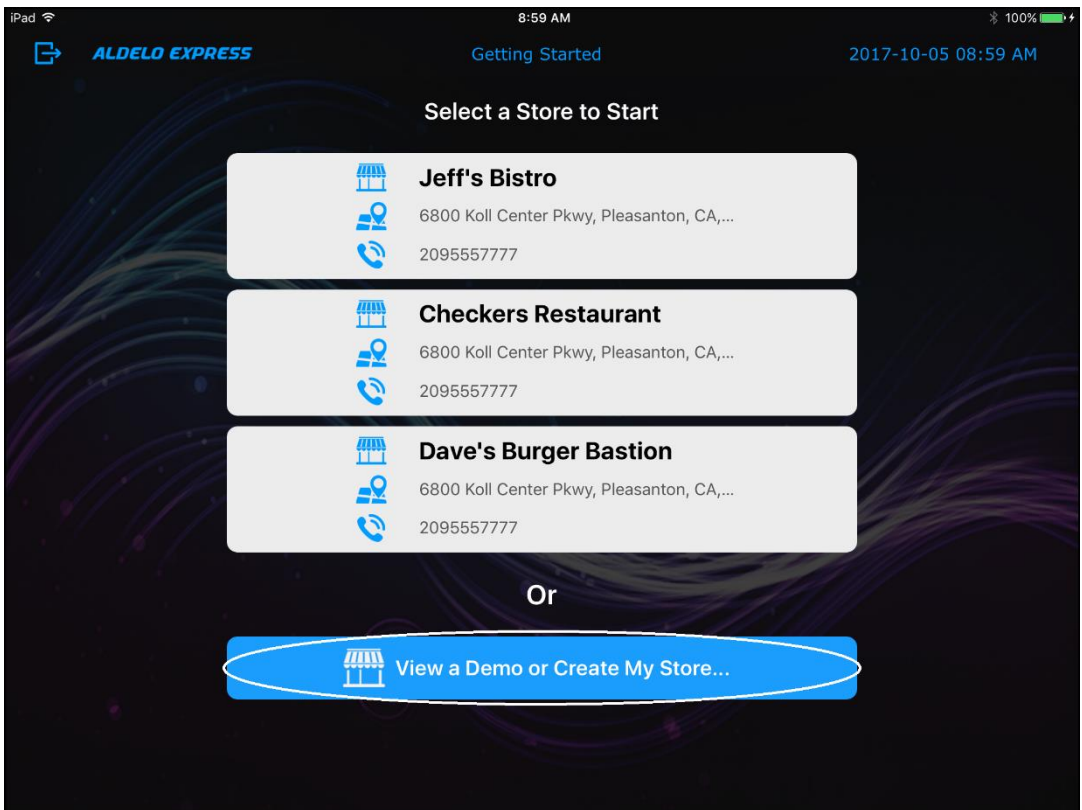 iPad 8:59 AM 100%
ALDELO EXPRESS Getting Started 2017-10-05 08:59 AM
Select a Store to Start
Jeff's Bistro
6800 Koll Center Pkwy, Pleasanton, CA,...
2095557777
Checkers Restaurant
6800 Koll Center Pkwy, Pleasanton, CA,...
2095557777
Dave's Burger Bastion
6800 Koll Center Pkwy, Pleasanton, CA,...
2095557777
Or
View a Demo or Create My Store...